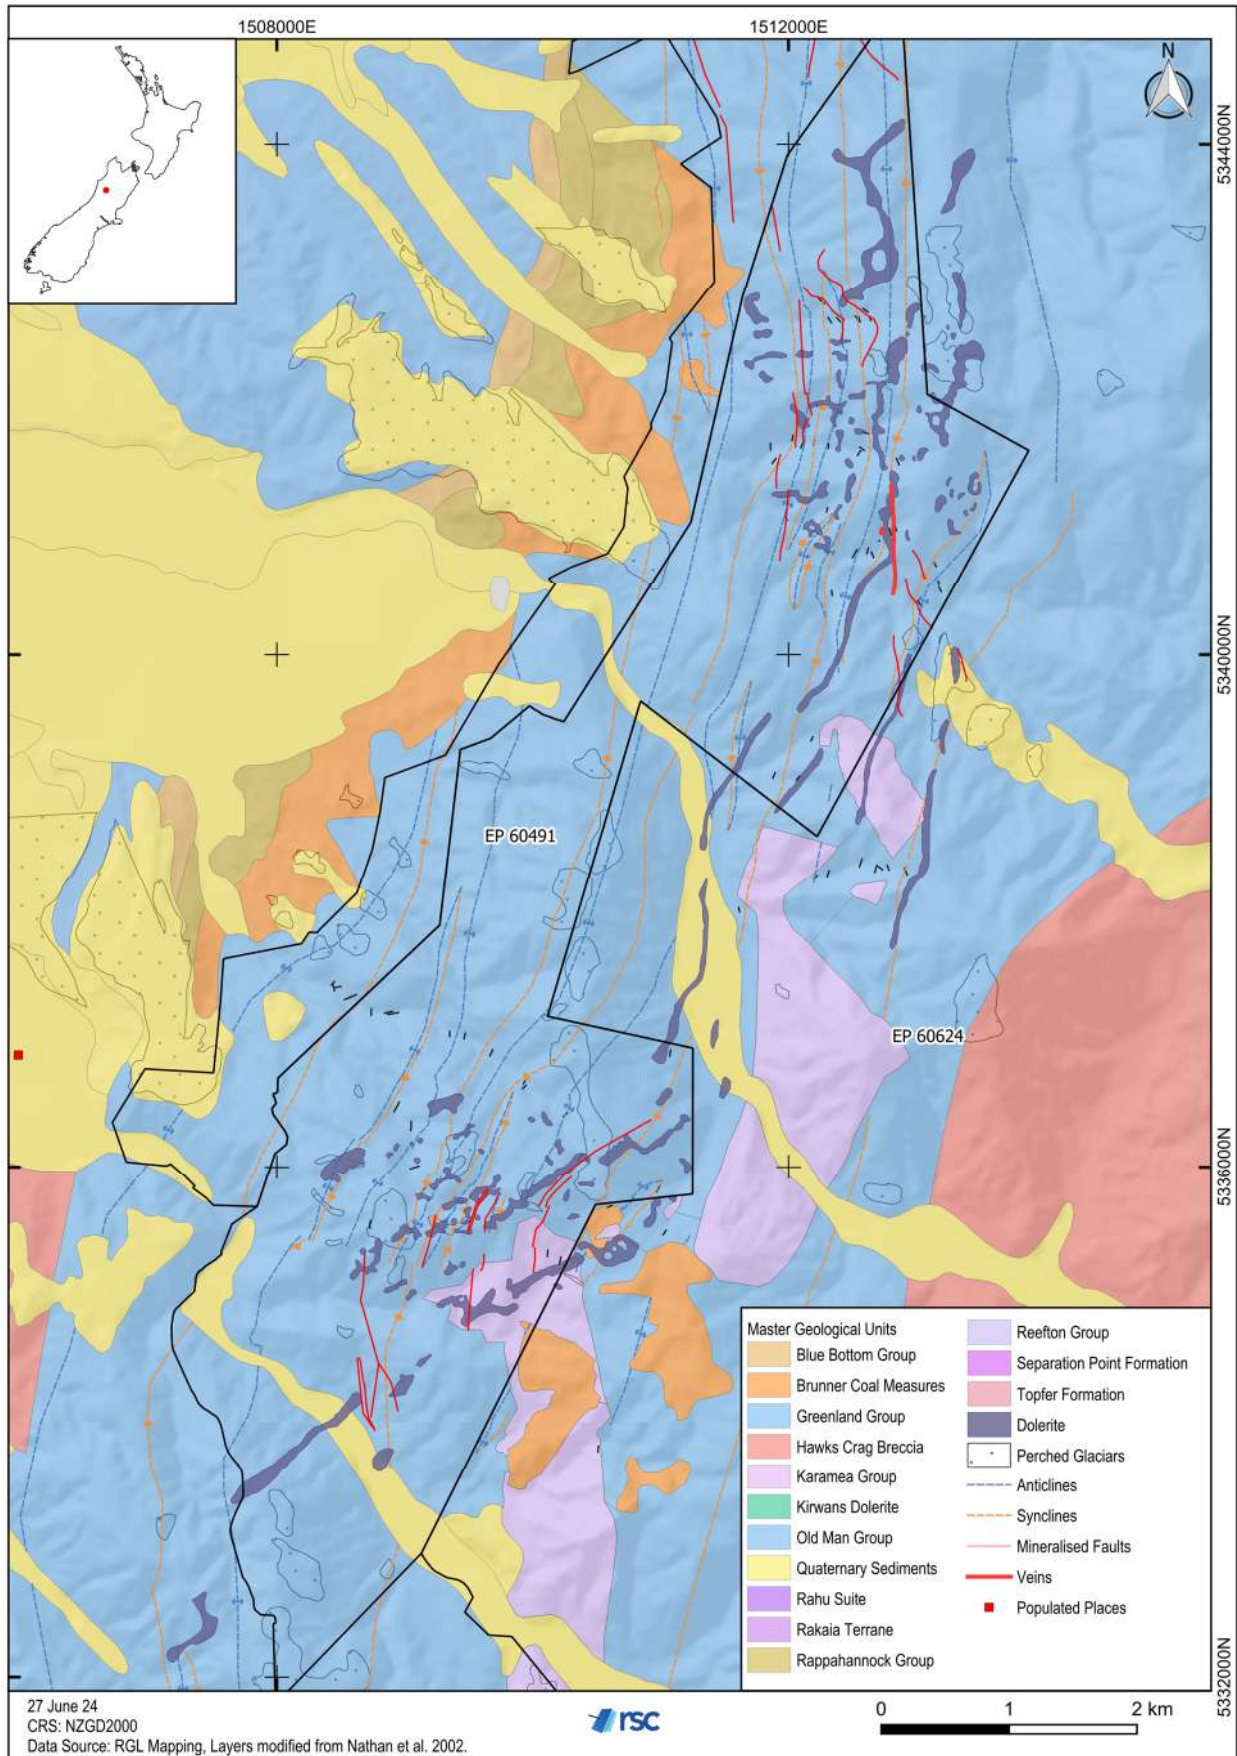 1508000E
1512000E
N
5344000N
5340000N
EP 60491
EP 60624
5336000N
Master Geological Units
Blue Bottom Group
Brunner Coal Measures
Greenland Group
Hawks Crag Breccia
Karamea Group
Kirwans Dolerite
Old Man Group
Quaternary Sediments
Rahu Suite
Rakaia Terrane
Rappahannock Group
Reefton Group
Separation Point Formation
Topfer Formation
Dolerite
Perched Glaciars
Anticlines
Synclines
Mineralised Faults
Veins
Populated Places
5332000N
27 June 24
CRS: NZGD2000
Data Source: RGL Mapping, Layers modified from Nathan et al. 2002.
rsc
0 1 2 km